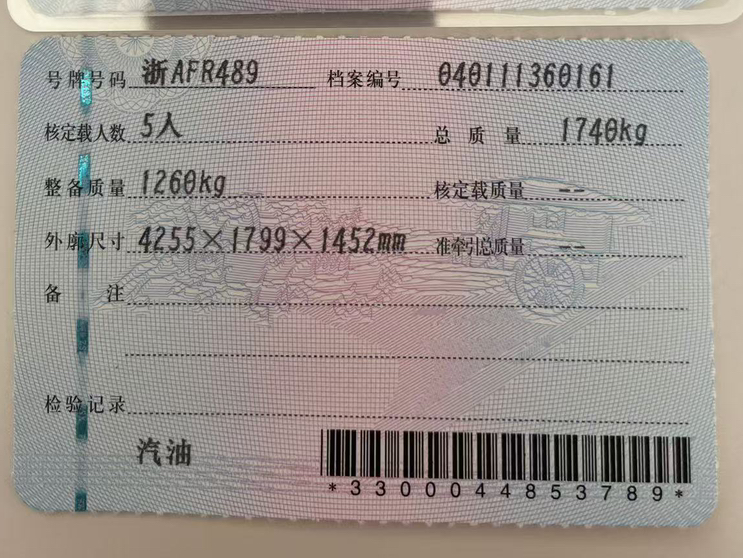 号牌号码 浙AFR489 档案编号 040111360161
核定载人数 5人 总质量 1740kg
整备质量 1260kg 核定载质量 --
外廓尺寸 4255×1799×1452mm 准牵引总质量 --
备注
检验记录
汽油
*3300044853789*